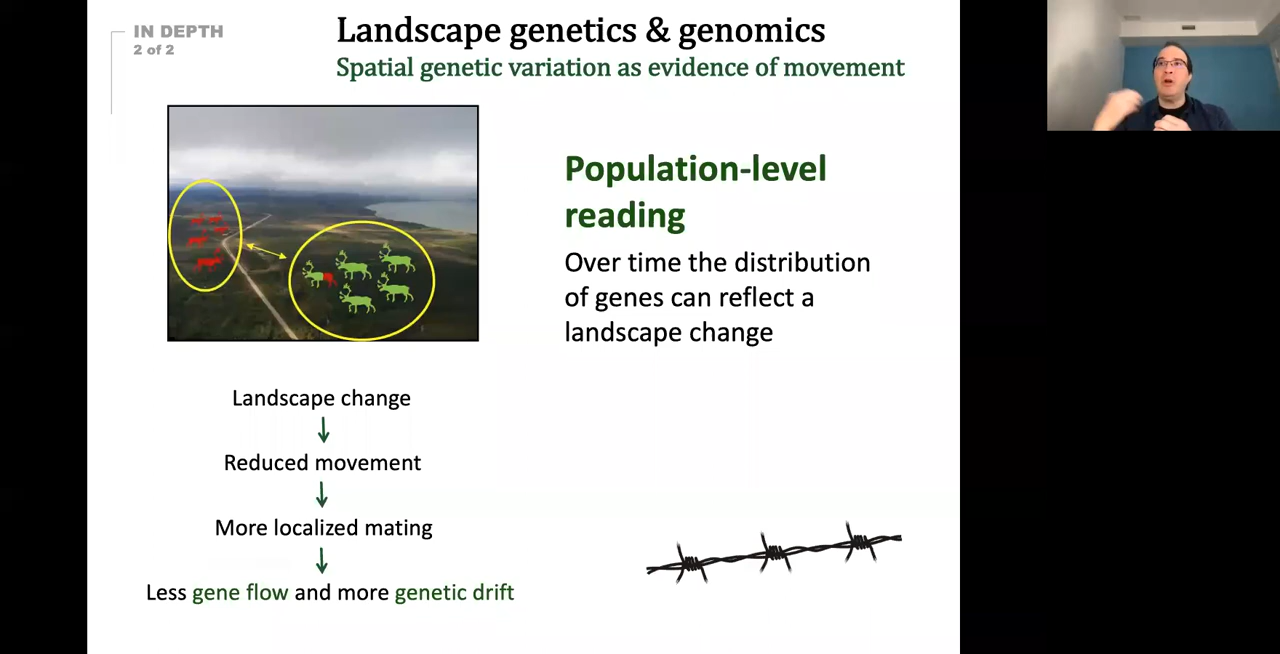 IN DEPTH
2 of 2
Landscape genetics & genomics
Spatial genetic variation as evidence of movement
Population-level
reading
Over time the distribution
of genes can reflect a
landscape change
Landscape change
Reduced movement
More localized mating
Less gene flow and more genetic drift